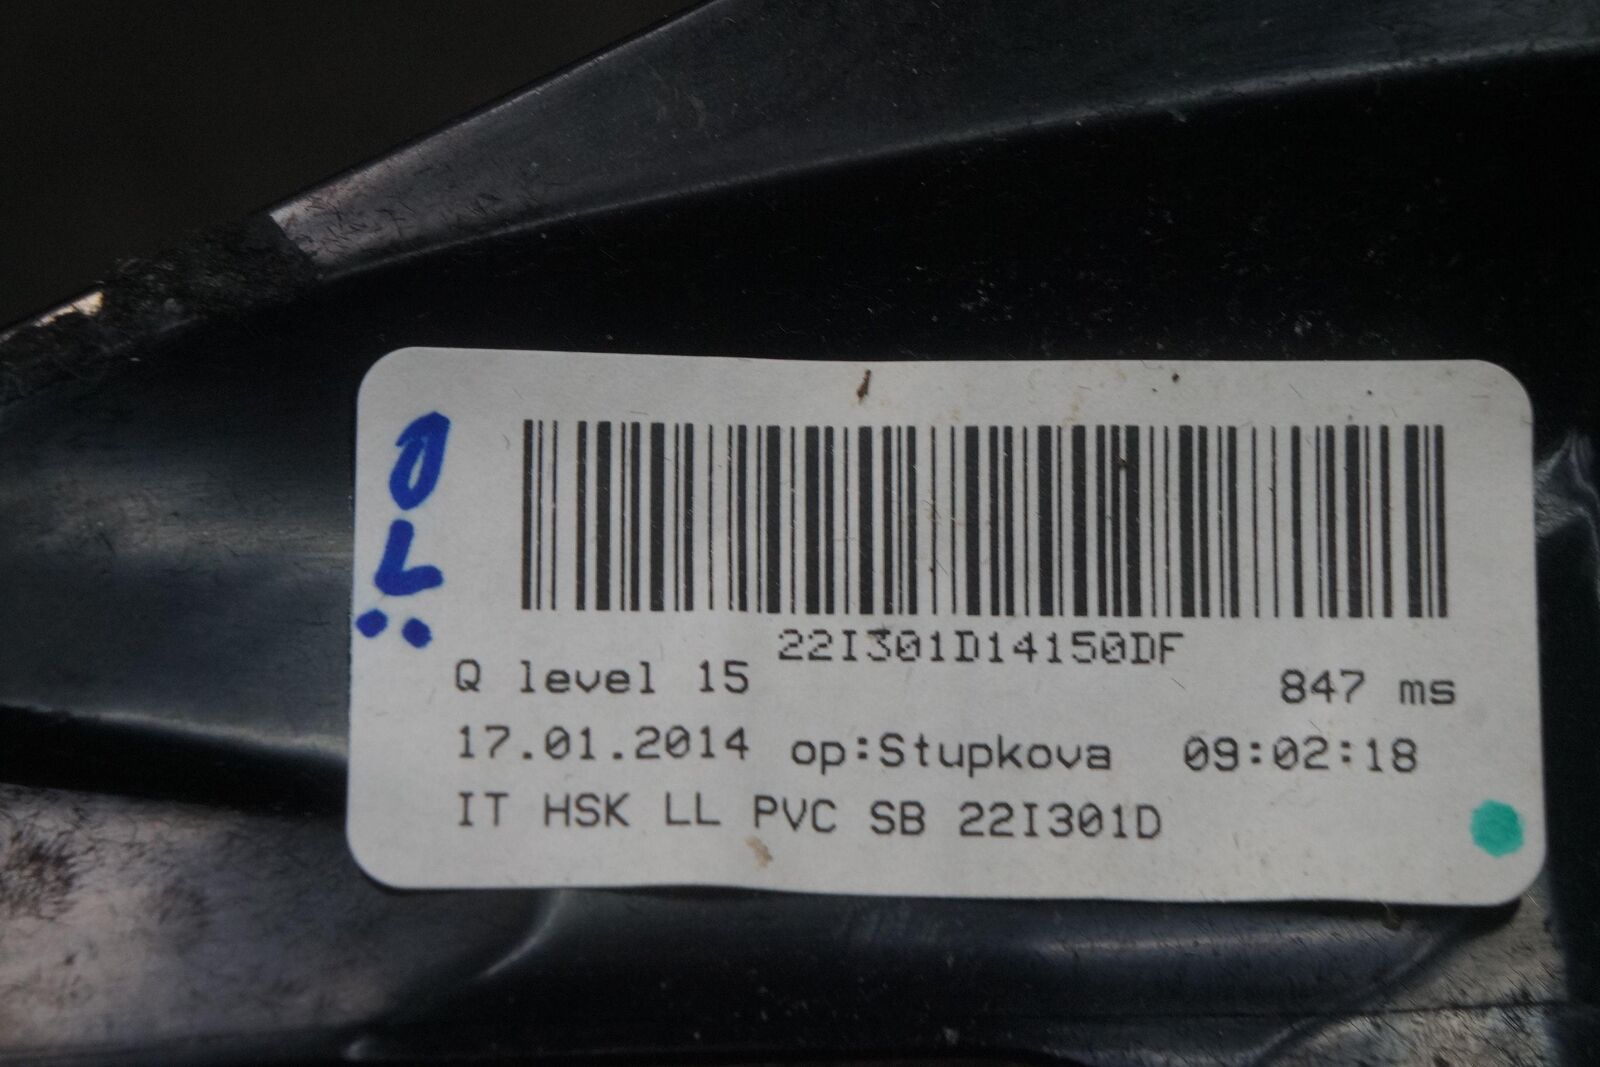 22I301D14150DF
Q level 15 847 ms
17.01.2014 op:Stupkova 09:02:18
IT HSK LL PVC SB 22I301D